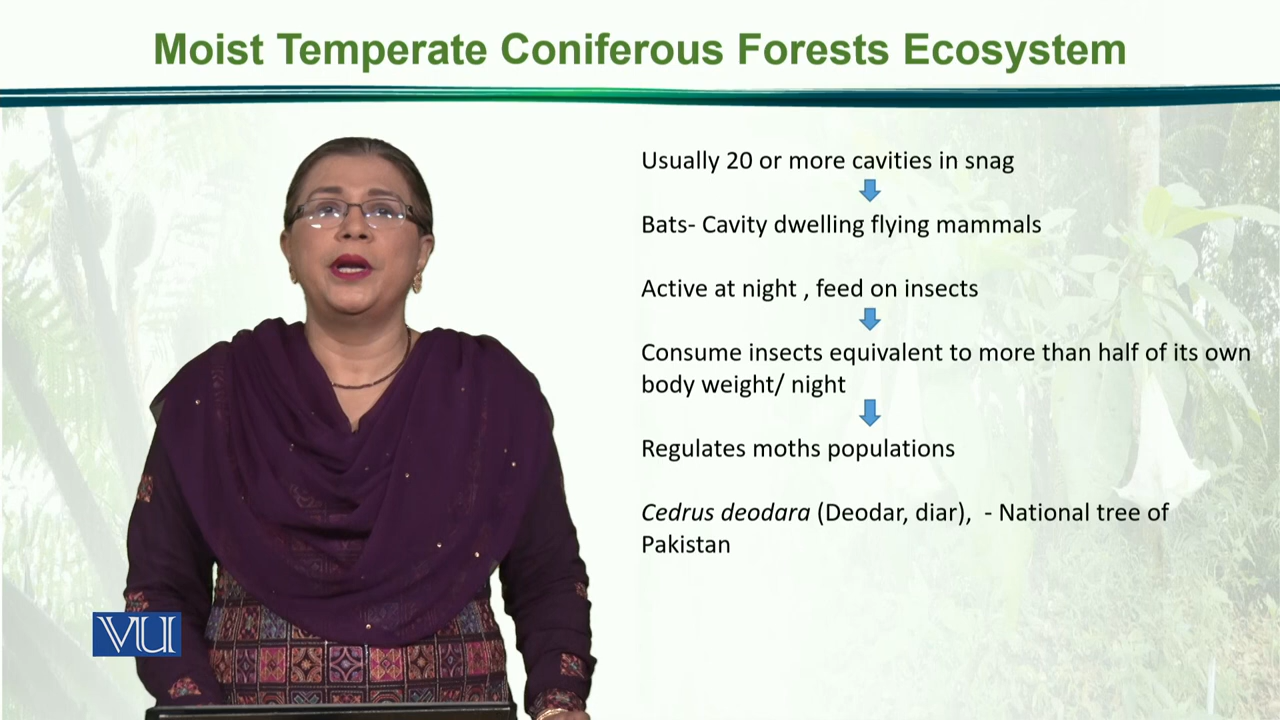 Moist Temperate Coniferous Forests Ecosystem
Usually 20 or more cavities in snag
Bats- Cavity dwelling flying mammals
Active at night , feed on insects
Consume insects equivalent to more than half of its own
body weight/ night
Regulates moths populations
Cedrus deodara (Deodar, diar),  - National tree of
Pakistan
VU